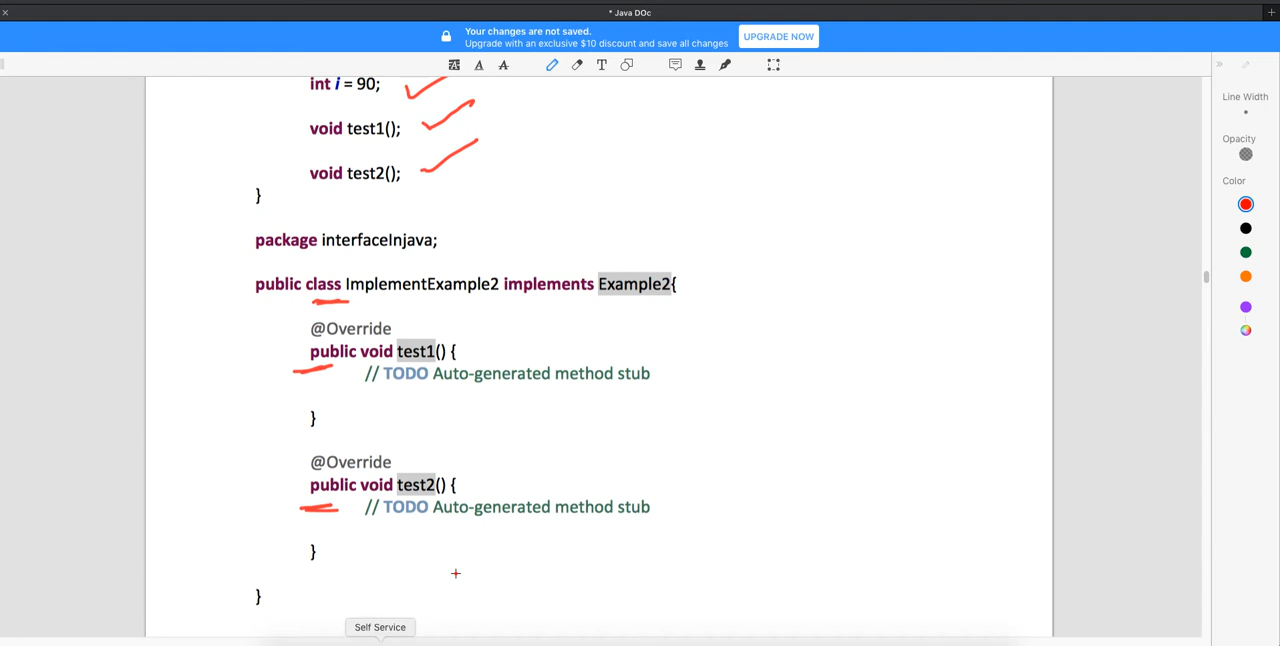 * Java DOc
Your changes are not saved.
Upgrade with an exclusive $10 discount and save all changes
UPGRADE NOW
Line Width
Opacity
Color
int i = 90;
void test1();
void test2();
}
package interfaceInjava;
public class ImplementExample2 implements Example2{
@Override
public void test1() {
// TODO Auto-generated method stub
}
@Override
public void test2() {
// TODO Auto-generated method stub
}
}
Self Service